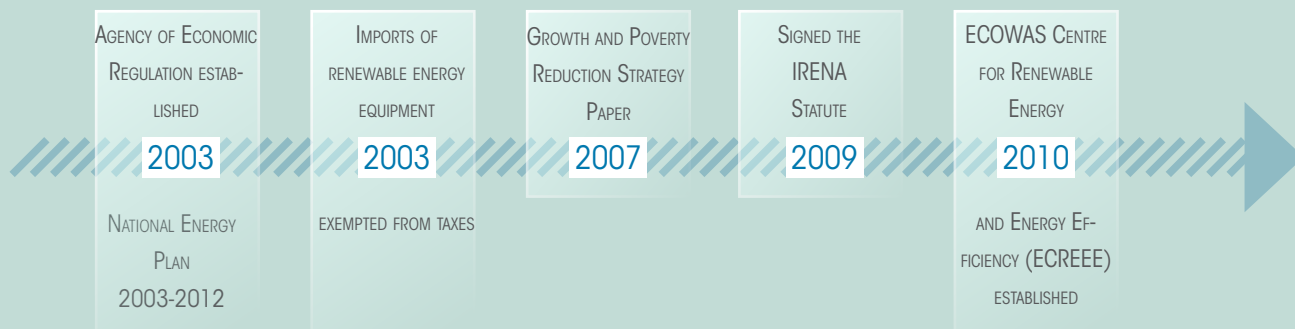 Agency of Economic
Regulation estab-
lished
2003
National Energy
Plan
2003-2012
Imports of
renewable energy
equipment
2003
exempted from taxes
Growth and Poverty
Reduction Strategy
Paper
2007
Signed the
IRENA
Statute
2009
ECOWAS Centre
for Renewable
Energy
2010
and Energy Ef-
ficiency (ECREEE)
established